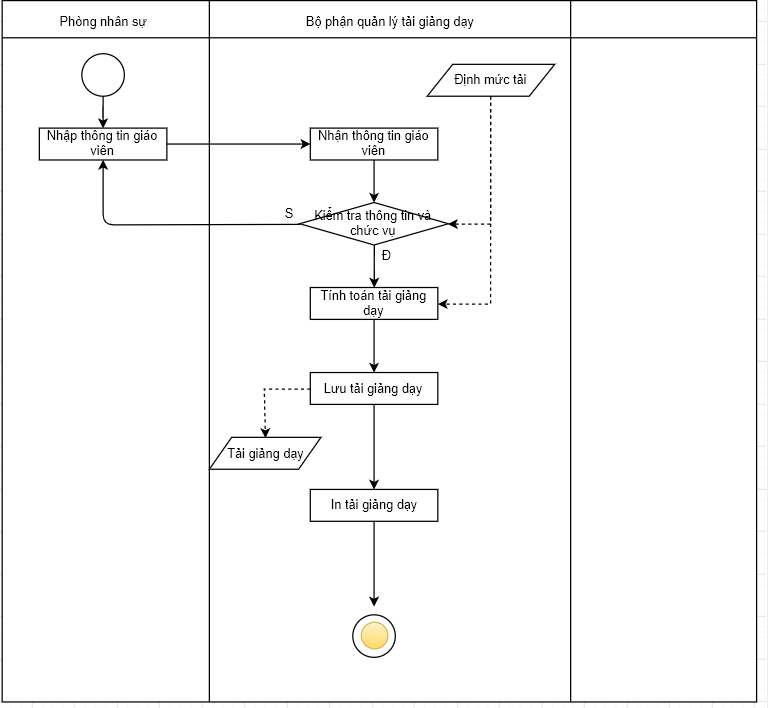 Phòng nhân sự
Bộ phận quản lý tải giảng dạy
Định mức tải
Nhập thông tin giáo
viên
Nhận thông tin giáo
viên
S
Kiểm tra thông tin và
chức vụ
Đ
Tính toán tải giảng
dạy
Lưu tải giảng dạy
Tải giảng dạy
In tải giảng dạy